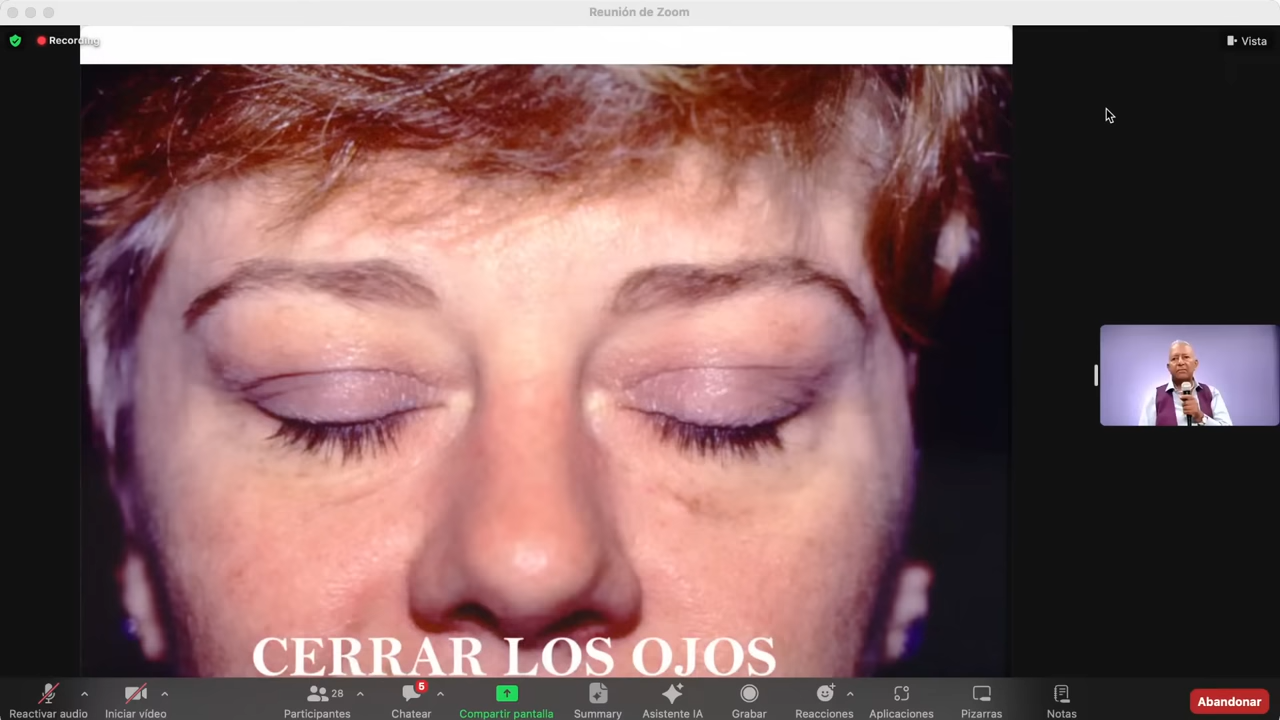 Reunión de Zoom
Recording
Vista
CERRAR LOS OJOS
28
5
Reactivar audio
Iniciar vídeo
Participantes
Chatear
Compartir pantalla
Summary
Asistente IA
Grabar
Reacciones
Aplicaciones
Pizarras
Notas
Abandonar